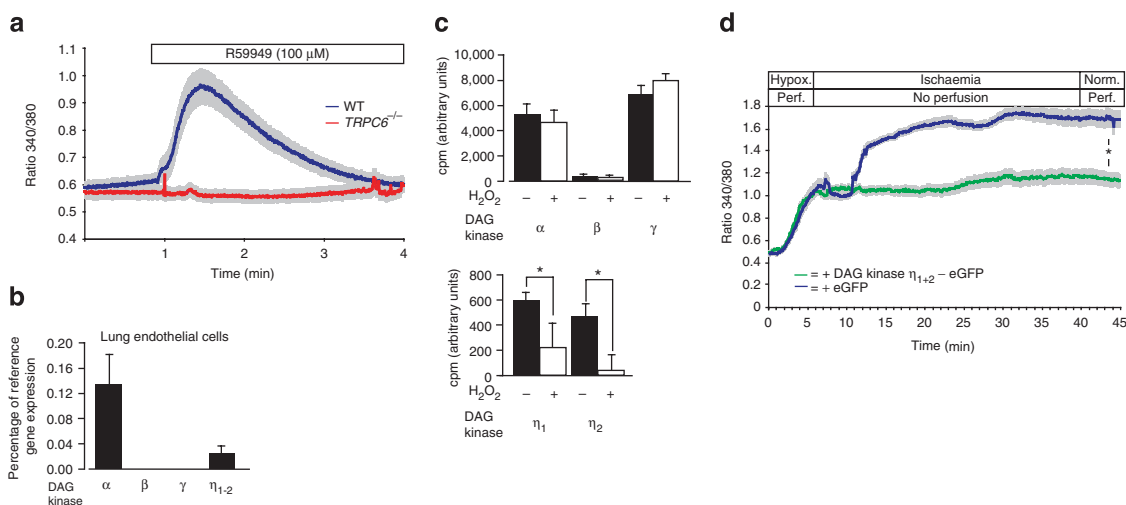 a
R59949 (100 µM)
1.1
1.0
0.9
0.8
0.7
0.6
0.5
0.4
Ratio 340/380
WT
TRPC6–/–
1
2
3
4
Time (min)
b
Lung endothelial cells
0.20
0.16
0.12
0.08
0.04
0.00
Percentage of reference
gene expression
DAG
kinase
α
β
γ
η1-2
c
10,000
8,000
6,000
4,000
2,000
0
cpm (arbitrary units)
H2O2
– + – + – +
DAG
kinase
α
β
γ
800
600
400
200
0
cpm (arbitrary units)
* *
H2O2
– + – +
DAG
kinase
η1
η2
d
Hypox. Ischaemia Norm.
Perf. No perfusion Perf.
1.8
1.6
1.4
1.2
1.0
0.8
0.6
0.4
0.2
0.0
Ratio 340/380
*
= + DAG kinase η1+2 – eGFP
= + eGFP
0 5 10 15 20 25 30 35 40 45
Time (min)